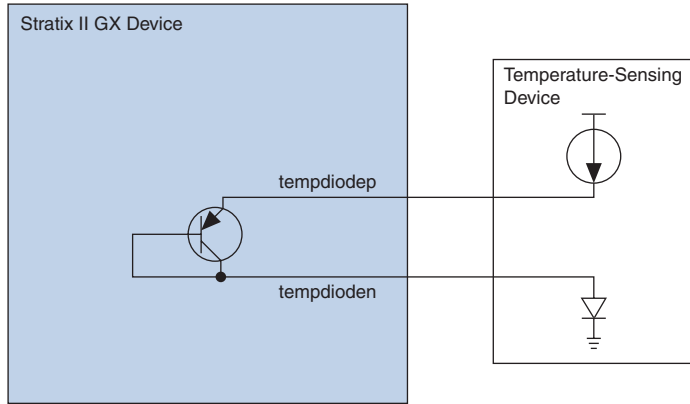 Stratix II GX Device
Temperature-Sensing
Device
tempdiodep
tempdioden